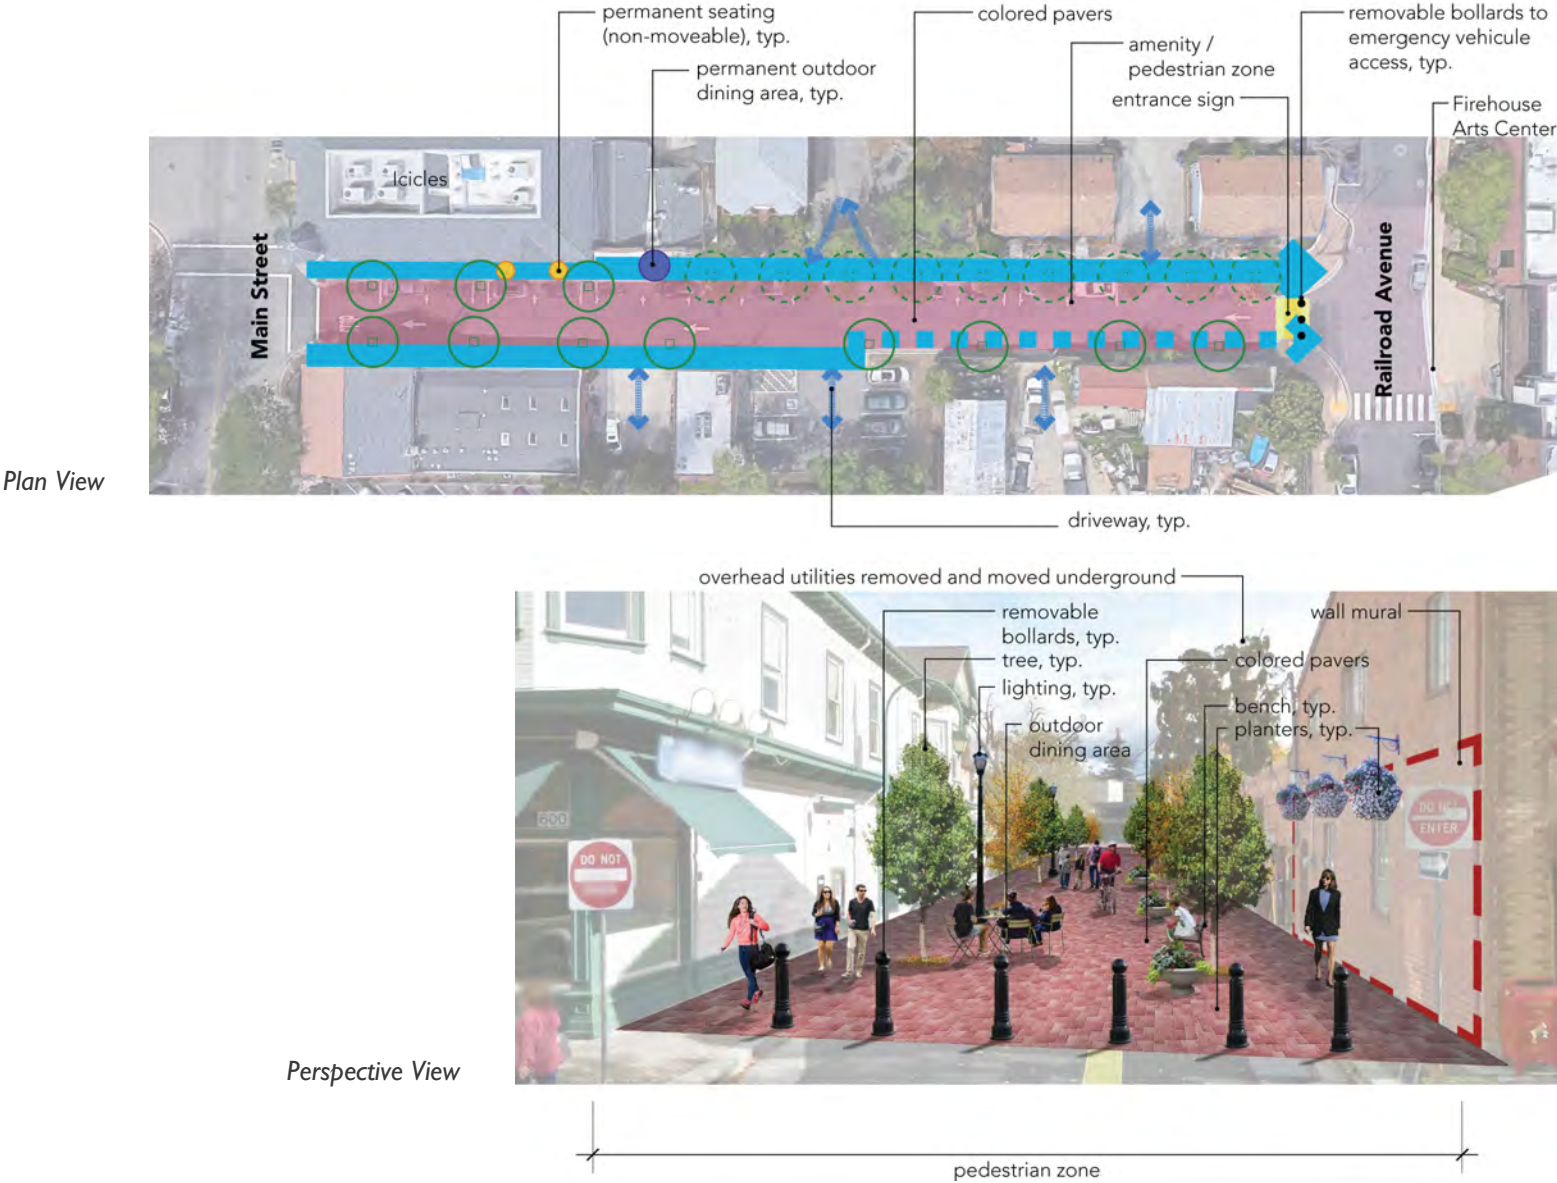 permanent seating
(non-moveable), typ.
colored pavers
removable bollards to
emergency vehicule
access, typ.
amenity /
pedestrian zone
permanent outdoor
dining area, typ.
entrance sign
Firehouse
Arts Center
Icicles
Main Street
Railroad Avenue
Plan View
driveway, typ.
overhead utilities removed and moved underground
removable
bollards, typ.
wall mural
tree, typ.
colored pavers
lighting, typ.
bench, typ.
outdoor
dining area
planters, typ.
600
DO NOT
DO NOT
ENTER
Perspective View
pedestrian zone